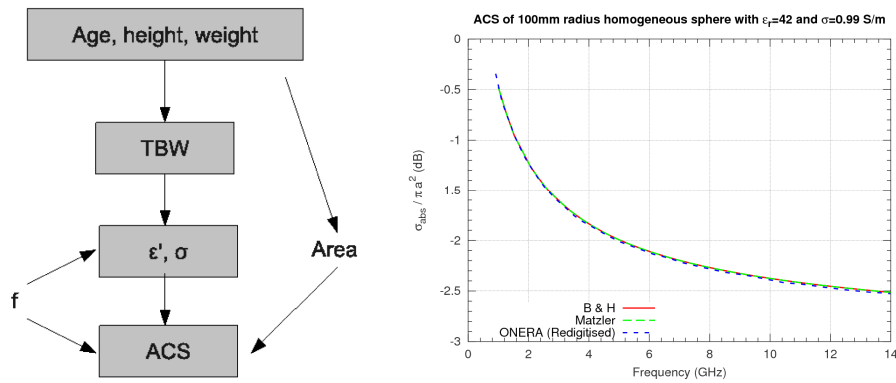 Age, height, weight
TBW
ε', σ
Area
f
ACS
ACS of 100mm radius homogeneous sphere with εr=42 and σ=0.99 S/m
0
-0.5
-1
-1.5
-2
-2.5
-3
σabs / π a² (dB)
B & H
Matzler
ONERA (Redigitised)
0 2 4 6 8 10 12 14
Frequency (GHz)